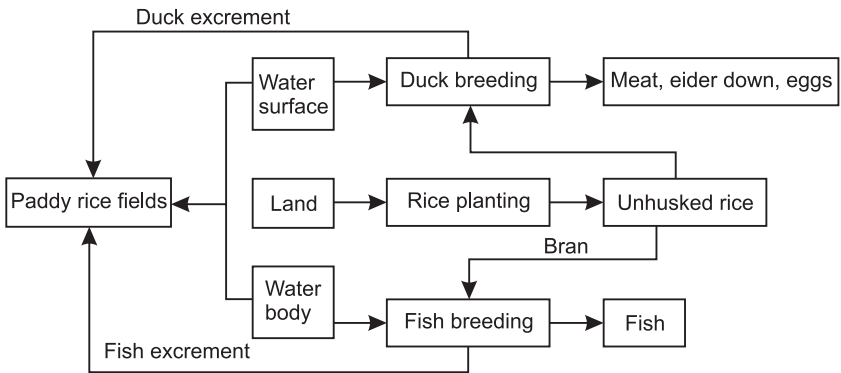 Duck excrement
Water
surface
Duck breeding
Meat, eider down, eggs
Paddy rice fields
Land
Rice planting
Unhusked rice
Bran
Water
body
Fish breeding
Fish
Fish excrement